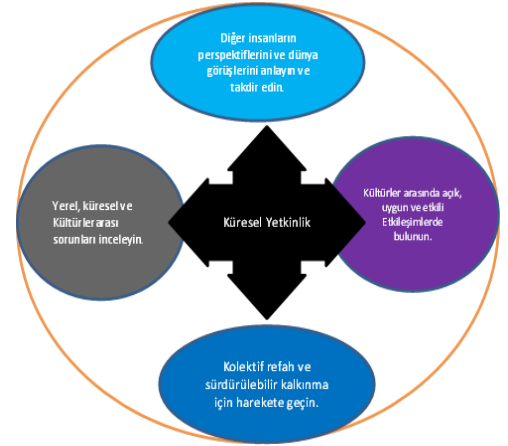 Diğer insanların
perspektiflerini ve dünya
görüşlerini anlayın ve
takdir edin.
Yerel, küresel ve
Kültürlerarası
sorunları inceleyin.
Küresel Yetkinlik
Kültürler arasında açık,
uygun ve etkili
Etkileşimlerde
bulunun.
Kolektif refah ve
sürdürülebilir kalkınma
için harekete geçin.